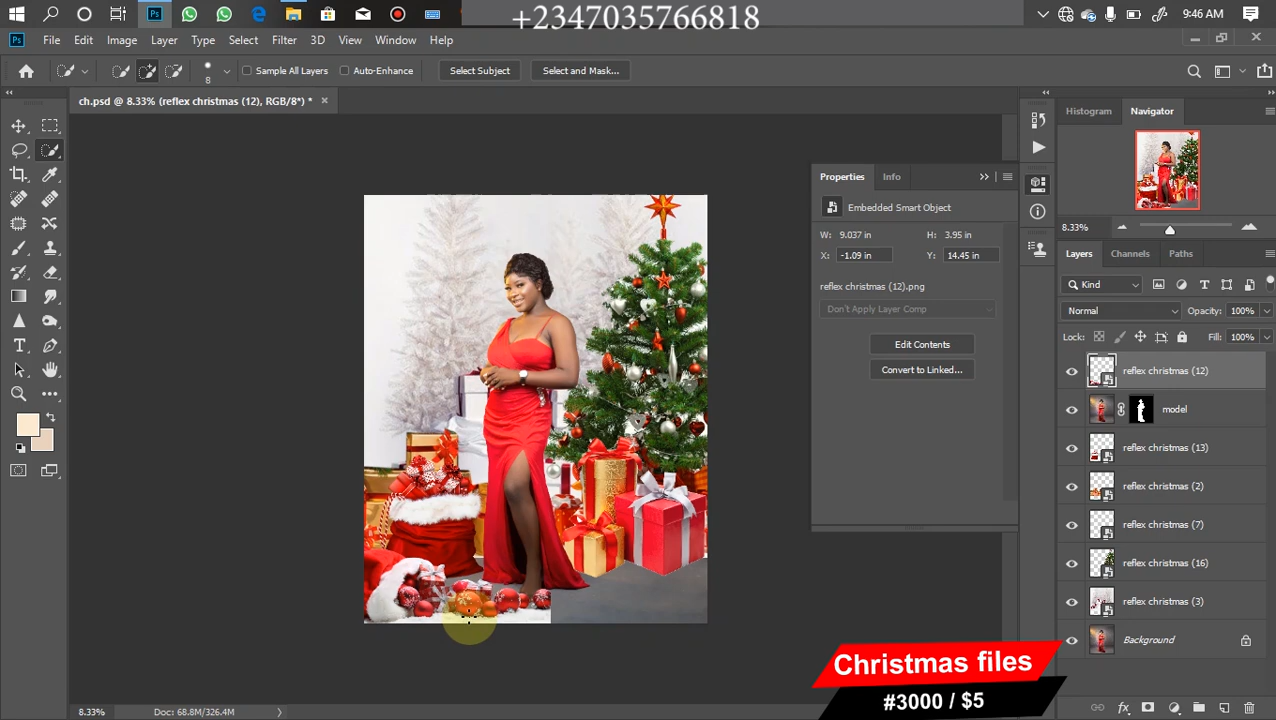 +2347035766818
9:46 AM
File Edit Image Layer Type Select Filter 3D View Window Help
8 Sample All Layers Auto-Enhance Select Subject Select and Mask...
ch.psd @ 8.33% (reflex christmas (12), RGB/8*) *
Histogram Navigator
8.33%
Properties Info
Embedded Smart Object
W: 9.037 in H: 3.95 in
X: -1.09 in Y: 14.45 in
reflex christmas (12).png
Don't Apply Layer Comp
Edit Contents
Convert to Linked...
Layers Channels Paths
Kind
Normal Opacity: 100%
Lock: Fill: 100%
reflex christmas (12)
model
reflex christmas (13)
reflex christmas (2)
reflex christmas (7)
reflex christmas (16)
reflex christmas (3)
Background
Christmas files
#3000 / $5
8.33% Doc: 68.8M/326.4M